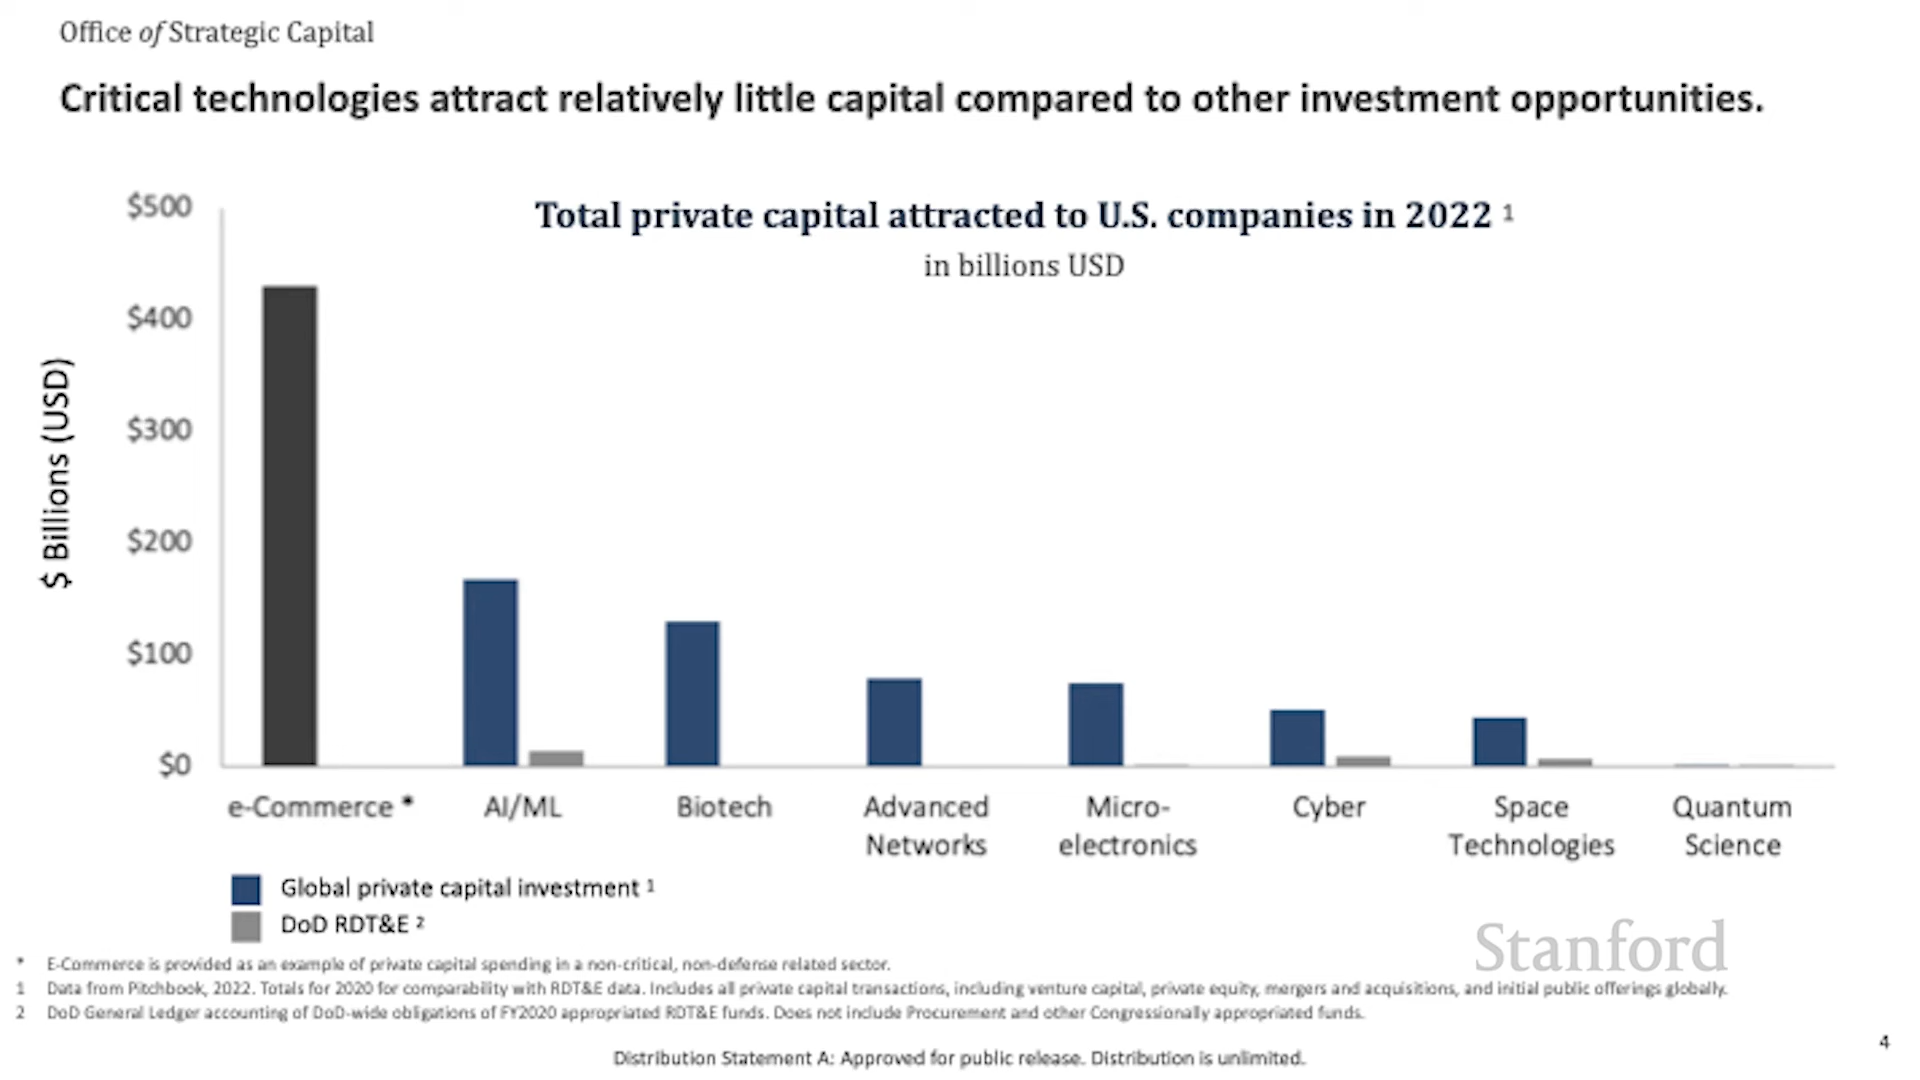 Office of Strategic Capital
Critical technologies attract relatively little capital compared to other investment opportunities.
Total private capital attracted to U.S. companies in 2022 1
in billions USD
$ Billions (USD)
$500
$400
$300
$200
$100
$0
e-Commerce *
AI/ML
Biotech
Advanced
Networks
Micro-
electronics
Cyber
Space
Technologies
Quantum
Science
Global private capital investment 1
DoD RDT&E 2
Stanford
* E-Commerce is provided as an example of private capital spending in a non-critical, non-defense related sector.
1 Data from Pitchbook, 2022. Totals for 2020 for comparability with RDT&E data. Includes all private capital transactions, including venture capital, private equity, mergers and acquisitions, and initial public offerings globally.
2 DoD General Ledger accounting of DoD-wide obligations of FY2020 appropriated RDT&E funds. Does not include Procurement and other Congressionally appropriated funds.
4
Distribution Statement A: Approved for public release. Distribution is unlimited.